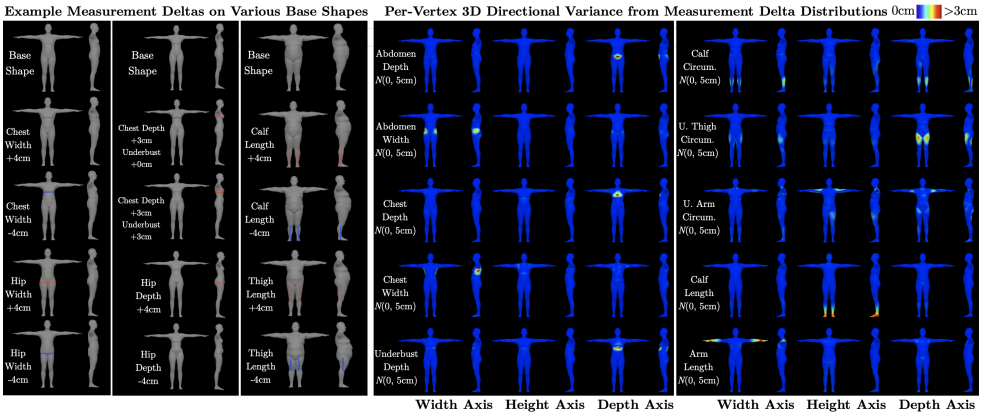 Example Measurement Deltas on Various Base Shapes
Per-Vertex 3D Directional Variance from Measurement Delta Distributions 0cm >3cm
Base
Shape
Chest
Width
+4cm
Chest
Width
-4cm
Hip
Width
+4cm
Hip
Width
-4cm
Base
Shape
Chest Depth
+3cm
Underbust
+0cm
Chest Depth
+3cm
Underbust
+3cm
Hip
Depth
+4cm
Hip
Depth
-4cm
Base
Shape
Calf
Length
+4cm
Calf
Length
-4cm
Thigh
Length
+4cm
Thigh
Length
-4cm
Abdomen
Depth
N(0, 5cm)
Abdomen
Width
N(0, 5cm)
Chest
Depth
N(0, 5cm)
Chest
Width
N(0, 5cm)
Underbust
Depth
N(0, 5cm)
Width Axis Height Axis Depth Axis
Calf
Circum.
N(0, 5cm)
U. Thigh
Circum.
N(0, 5cm)
U. Arm
Circum.
N(0, 5cm)
Calf
Length
N(0, 5cm)
Arm
Length
N(0, 5cm)
Width Axis Height Axis Depth Axis